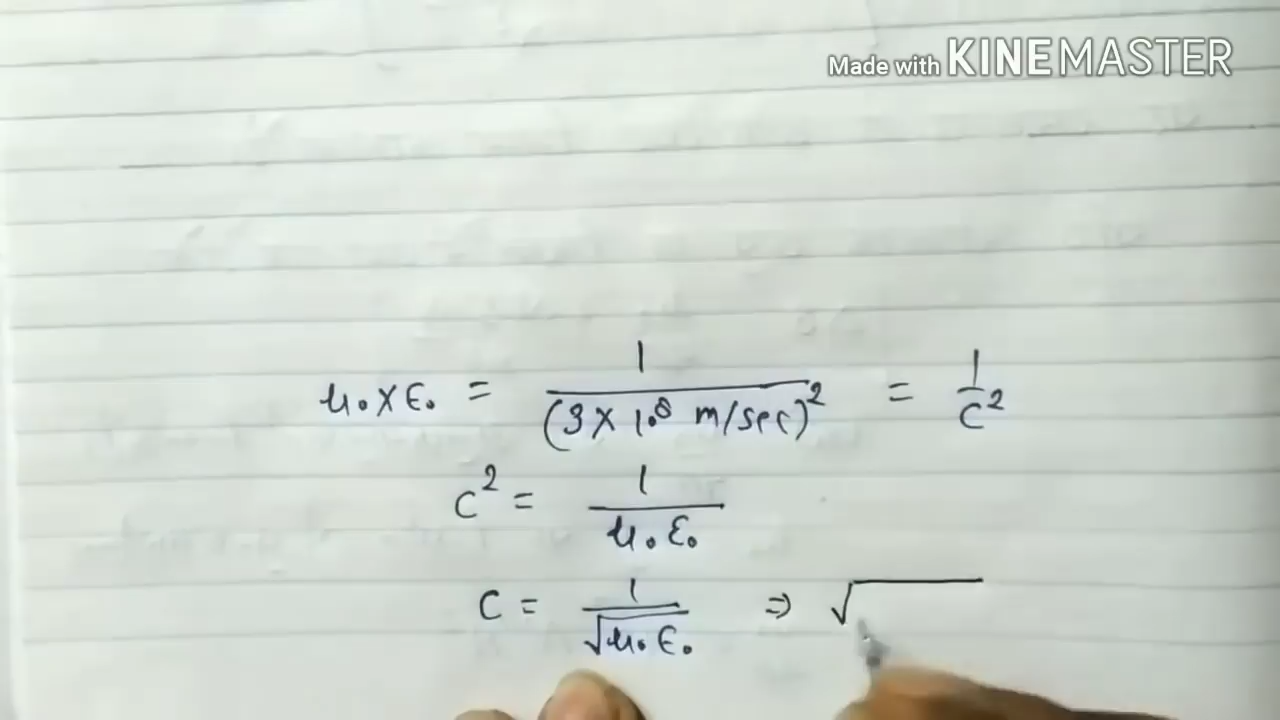 Made with KINEMASTER
μ₀ × ε₀ = 1/(3 × 10⁸ m/sec)² = 1/c²
c² = 1/μ₀ε₀
c = 1/√μ₀ε₀ ⇒ √